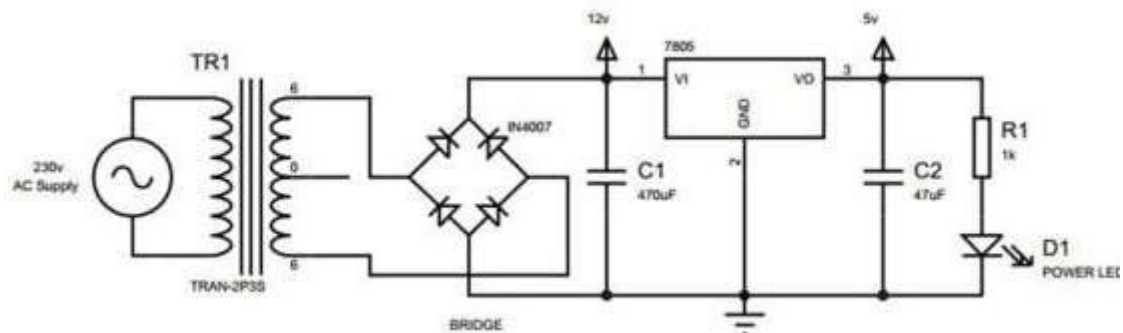 12v
5v
7805
TR1
1
VI
VO
3
6
GND
IN4007
R1
1k
230v
AC Supply
0
C1
470uF
2
C2
47uF
6
D1
POWER LED
TRAN-2P3S
BRIDGE